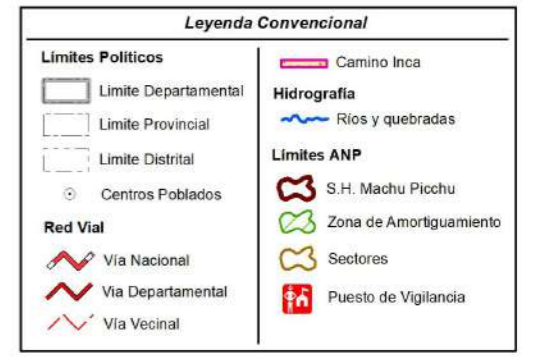 Leyenda Convencional
Límites Políticos
Limite Departamental
Limite Provincial
Limite Distrital
Centros Poblados
Red Vial
Vía Nacional
Via Departamental
Vía Vecinal
Camino Inca
Hidrografía
Ríos y quebradas
Límites ANP
S.H. Machu Picchu
Zona de Amortiguamiento
Sectores
Puesto de Vigilancia